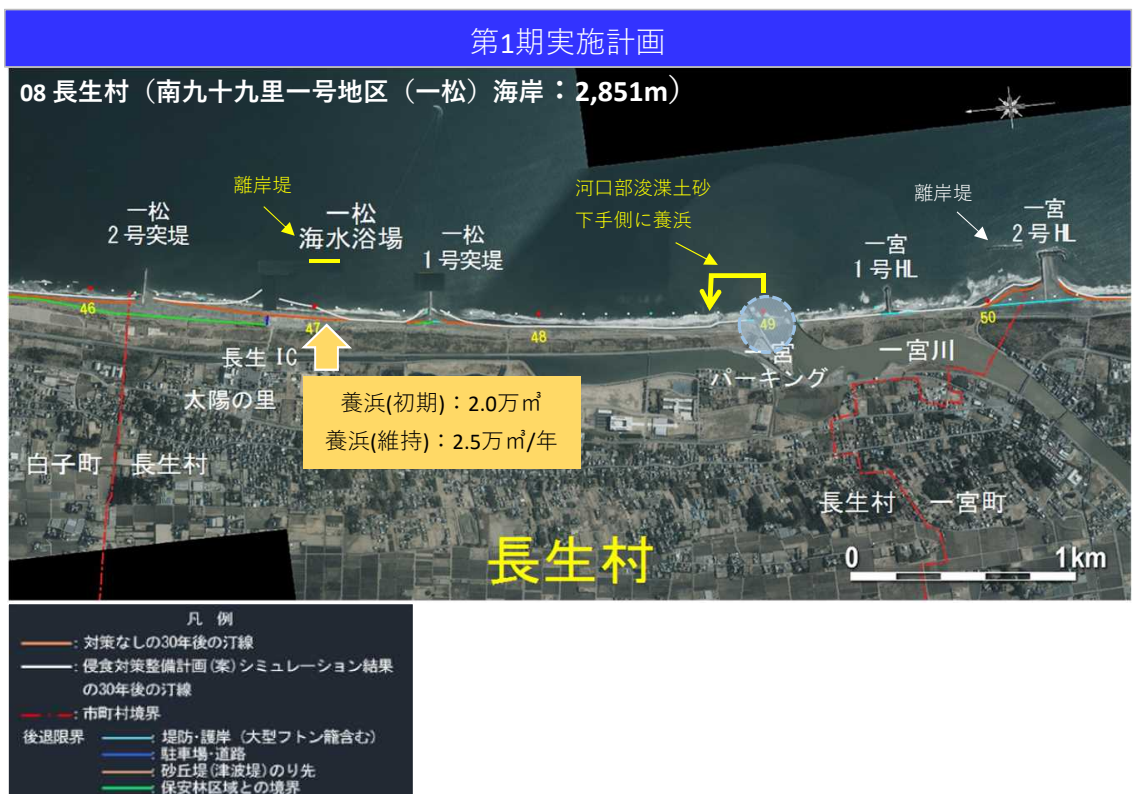 第1期実施計画
08 長生村（南九十九里一号地区（一松）海岸：2,851m）
離岸堤
一松
2号突堤
一松
海水浴場
一松
1号突堤
河口部浚渫土砂
下手側に養浜
離岸堤
一宮
1号HL
一宮
2号HL
46
47
48
49
50
長生IC
太陽の里
一宮
パーキング
一宮川
養浜(初期)：2.0万㎥
養浜(維持)：2.5万㎥/年
白子町
長生村
長生村
一宮町
長生村
0
1km
凡 例
：対策なしの30年後の汀線
：侵食対策整備計画(案)シミュレーション結果
の30年後の汀線
：市町村境界
後退限界
：堤防・護岸（大型フトン籠含む）
：駐車場・道路
：砂丘堤(津波堤)のり先
：保安林区域との境界